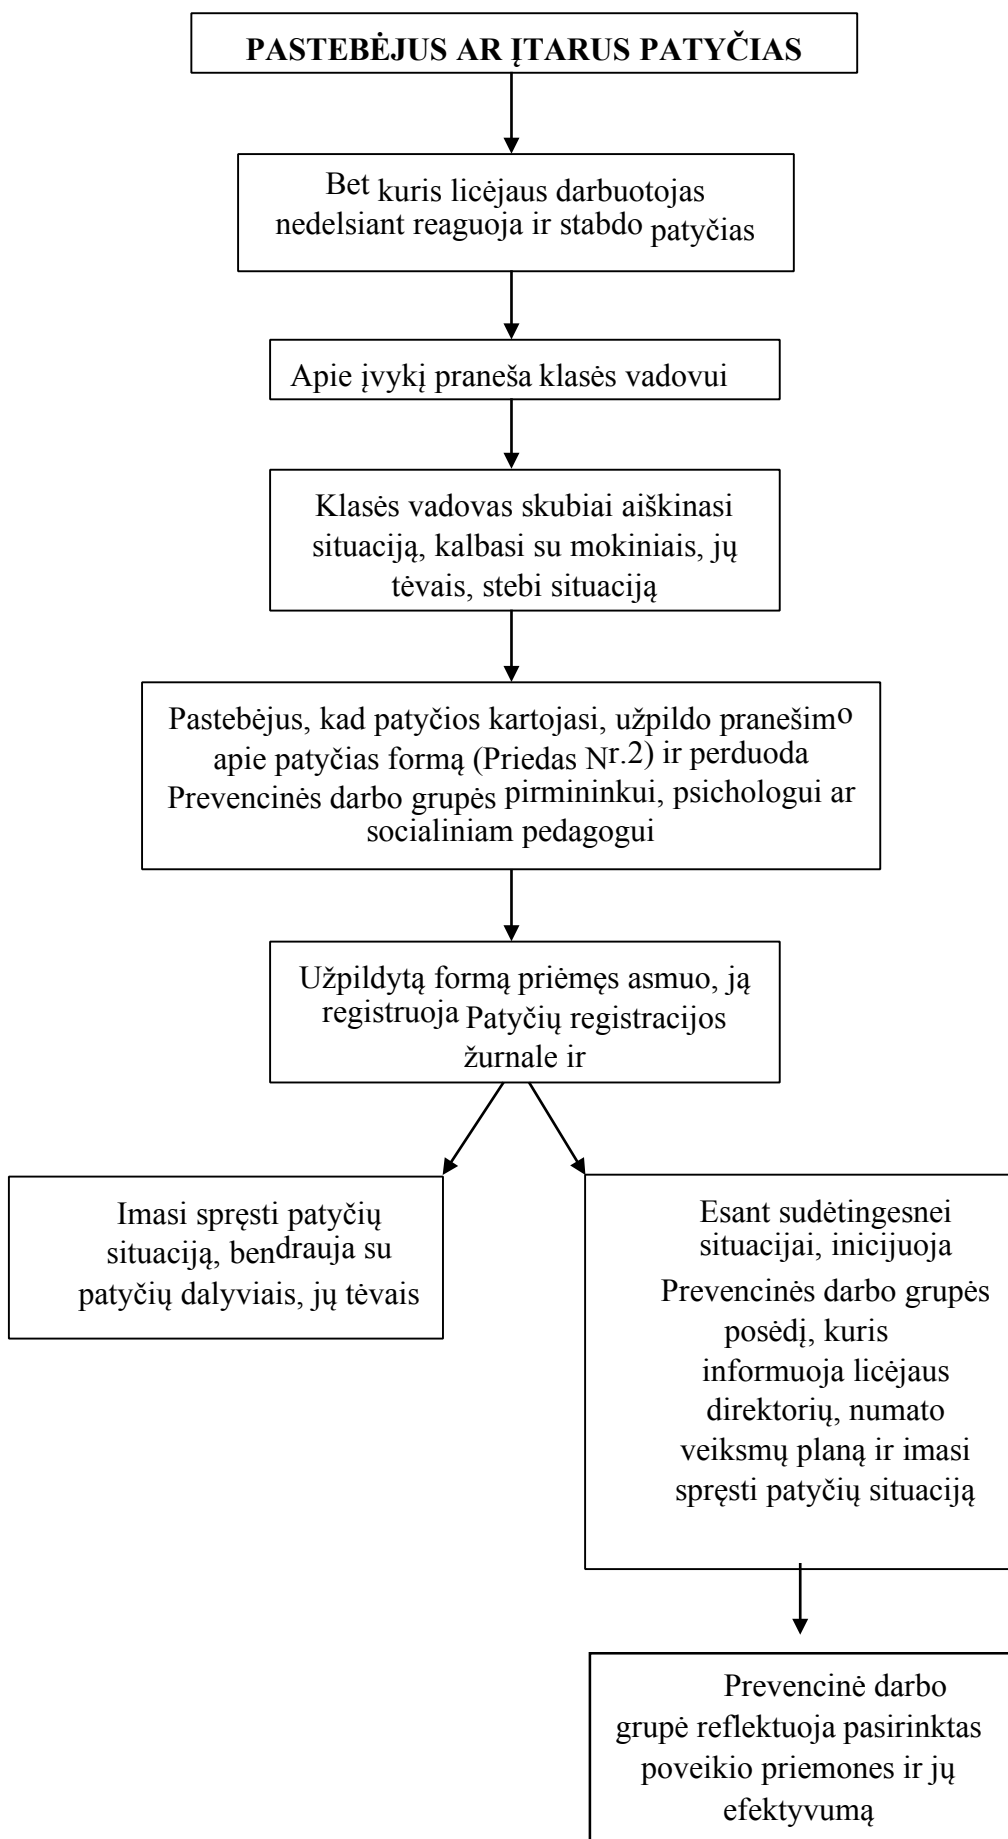 PASTEBĖJUS AR ĮTARUS PATYČIAS
Bet kuris licėjaus darbuotojas
nedelsiant reaguoja ir stabdo patyčias
Apie įvykį praneša klasės vadovui
Klasės vadovas skubiai aiškinasi
situaciją, kalbasi su mokiniais, jų
tėvais, stebi situaciją
Pastebėjus, kad patyčios kartojasi, užpildo pranešimo
apie patyčias formą (Priedas Nr.2) ir perduoda
Prevencinės darbo grupės pirmininkui, psichologui ar
socialiniam pedagogui
Užpildytą formą priėmęs asmuo, ją
registruoja Patyčių registracijos
žurnale ir
Imasi spręsti patyčių
situaciją, bendrauja su
patyčių dalyviais, jų tėvais
Esant sudėtingesnei
situacijai, inicijuoja
Prevencinės darbo grupės
posėdį, kuris
informuoja licėjaus
direktorių, numato
veiksmų planą ir imasi
spręsti patyčių situaciją
Prevencinė darbo
grupė reflektuoja pasirinktas
poveikio priemones ir jų
efektyvumą